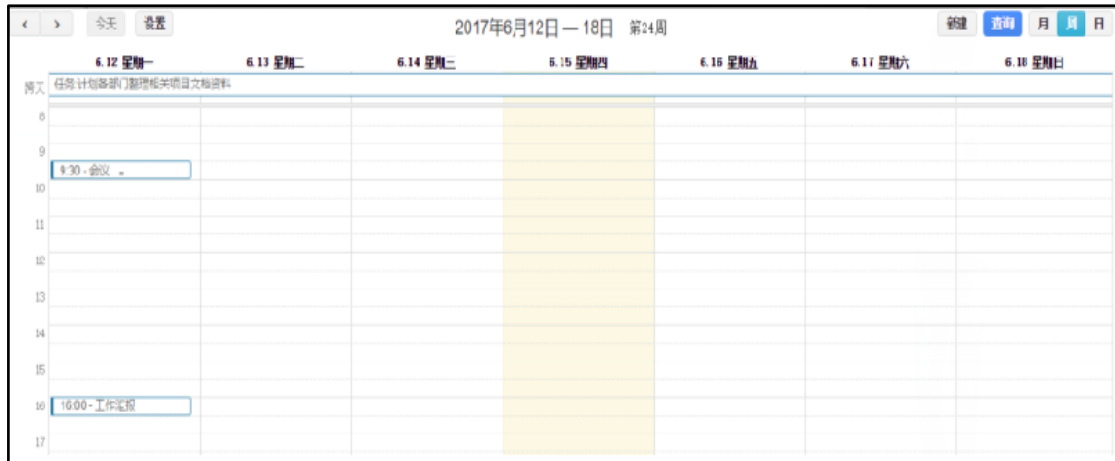 ‹ › 今天 设置 2017年6月12日 — 18日 第24周 新建 查询 月 周 日
6.12 星期一 6.13 星期二 6.14 星期三 6.15 星期四 6.16 星期五 6.17 星期六 6.18 星期日
跨天 任务:计划各部门整理相关项目文档资料
8
9
9:30 - 会议
10
11
12
13
14
15
16 16:00 - 工作汇报
17